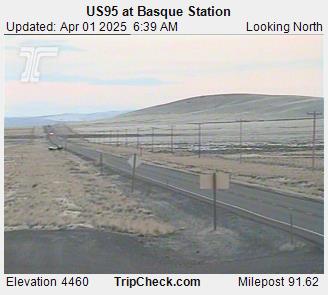 US95 at Basque Station
Updated: Apr 01 2025 6:39 AM Looking North
Elevation 4460 TripCheck.com Milepost 91.62